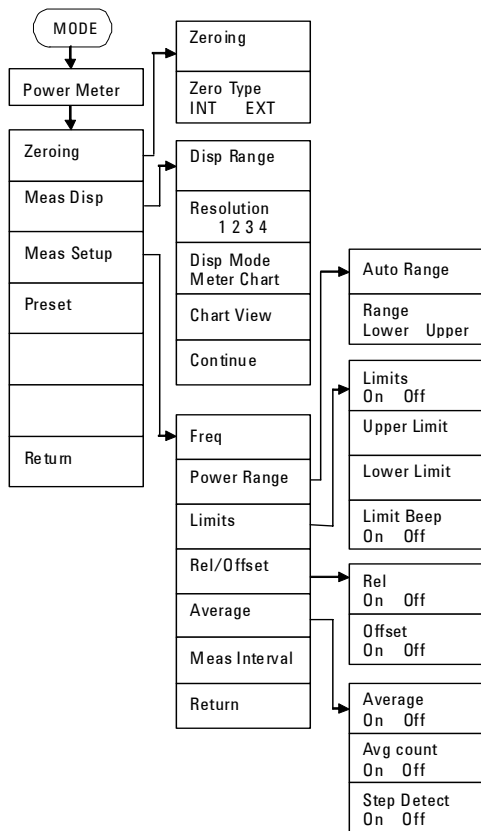 MODE
Power Meter
Zeroing
Meas Disp
Meas Setup
Preset
Return
Zeroing
Zero Type
INT EXT
Disp Range
Resolution
1 2 3 4
Disp Mode
Meter Chart
Chart View
Continue
Freq
Power Range
Limits
Rel/Offset
Average
Meas Interval
Return
Auto Range
Range
Lower Upper
Limits
On Off
Upper Limit
Lower Limit
Limit Beep
On Off
Rel
On Off
Offset
On Off
Average
On Off
Avg count
On Off
Step Detect
On Off